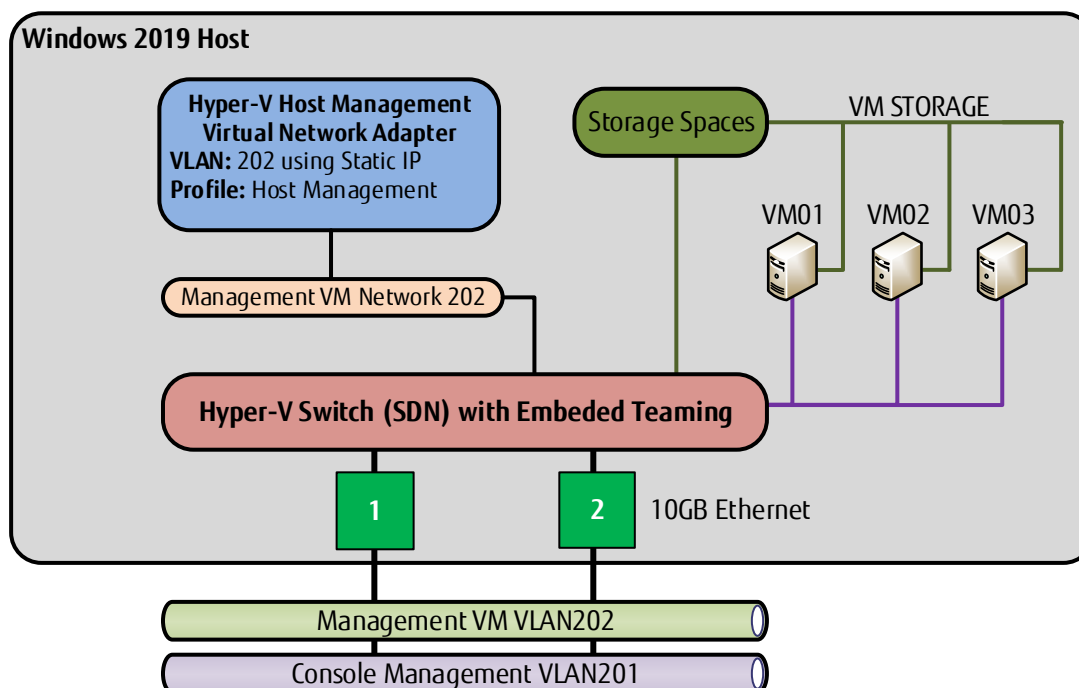 Windows 2019 Host
Hyper-V Host Management
Virtual Network Adapter
VLAN: 202 using Static IP
Profile: Host Management
Storage Spaces
VM STORAGE
VM01
VM02
VM03
Management VM Network 202
Hyper-V Switch (SDN) with Embeded Teaming
1
2
10GB Ethernet
Management VM VLAN202
Console Management VLAN201